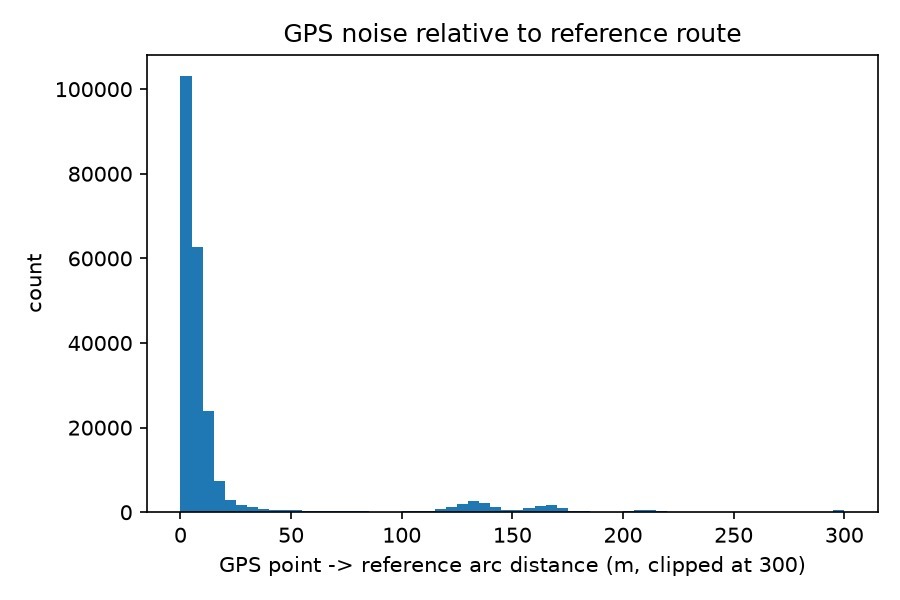 GPS noise relative to reference route
100000
80000
60000
40000
20000
0
count
0 50 100 150 200 250 300
GPS point -> reference arc distance (m, clipped at 300)